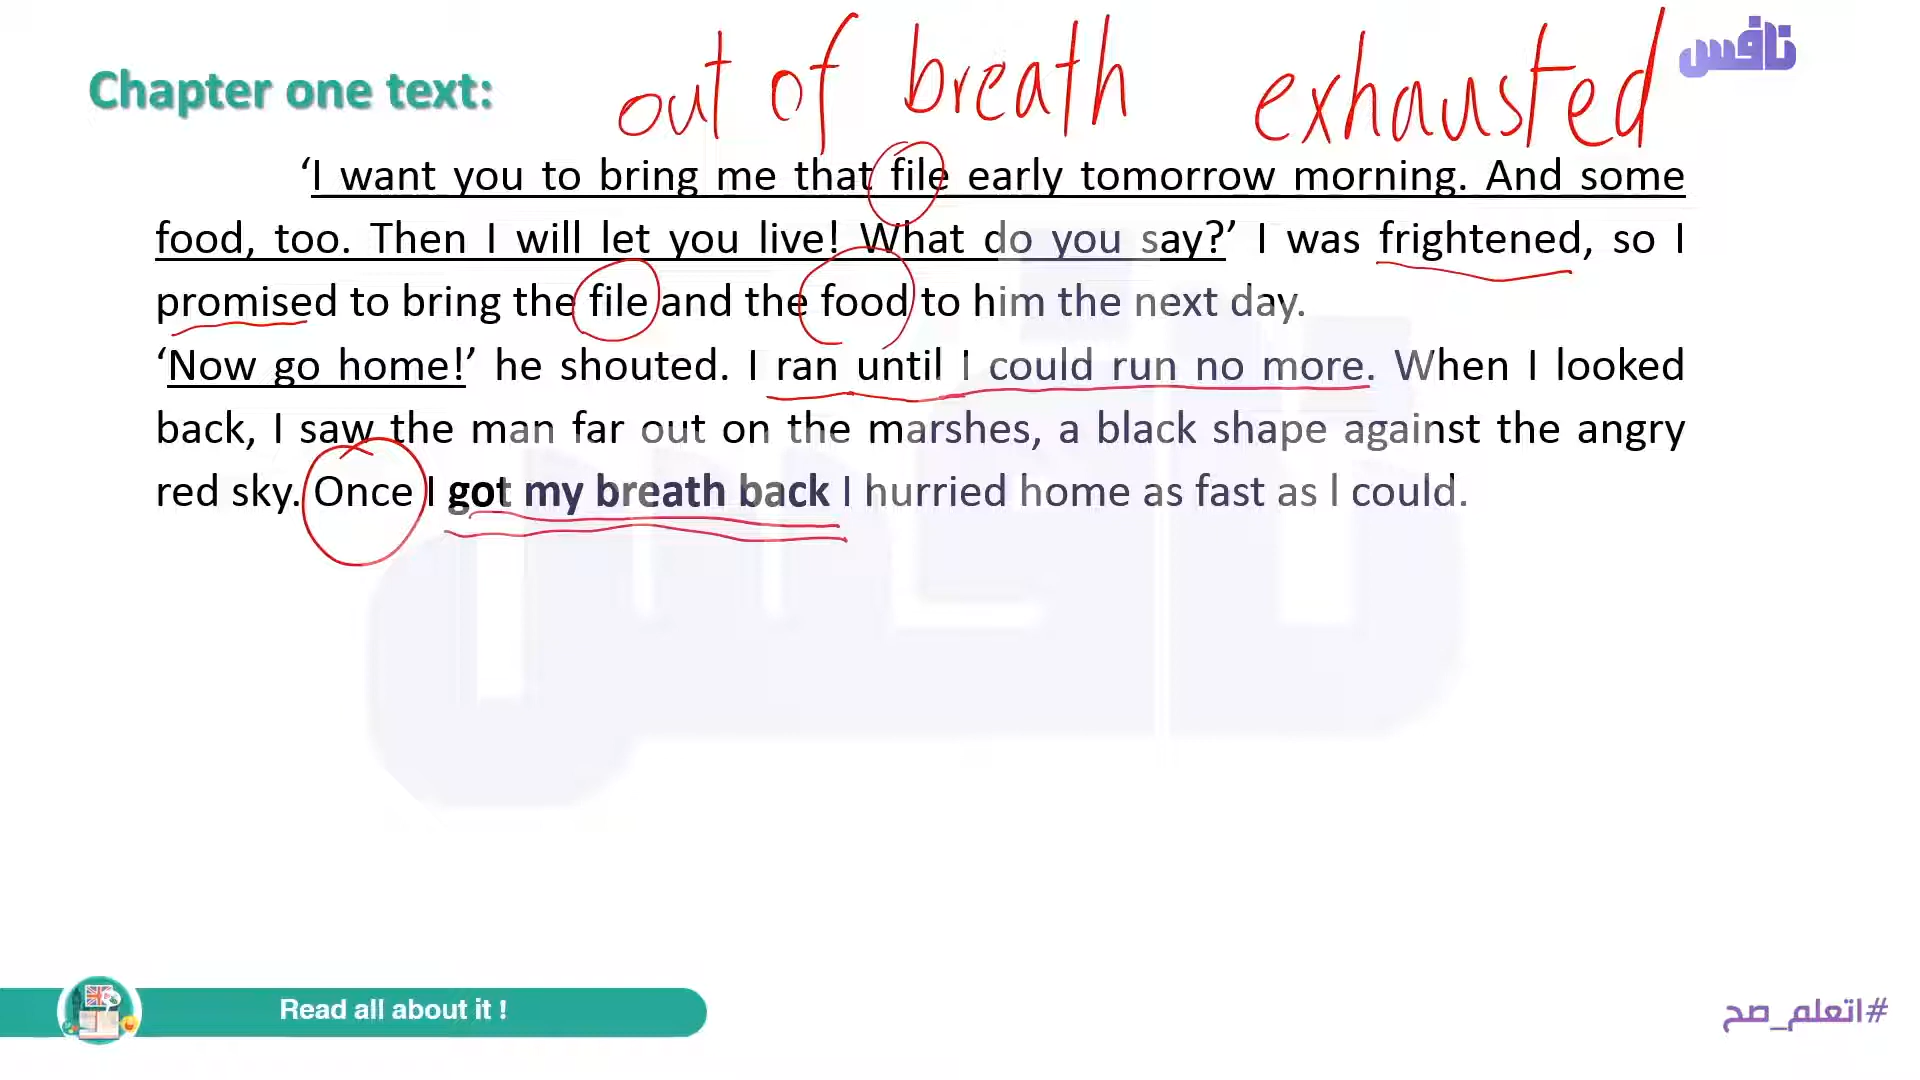 out of breath exhausted
نافس
Chapter one text:
‘I want you to bring me that file early tomorrow morning. And some
food, too. Then I will let you live! What do you say?’ I was frightened, so I
promised to bring the file and the food to him the next day.
‘Now go home!’ he shouted. I ran until I could run no more. When I looked
back, I saw the man far out on the marshes, a black shape against the angry
red sky. Once I got my breath back I hurried home as fast as I could.
Read all about it !
#اتعلم_صح